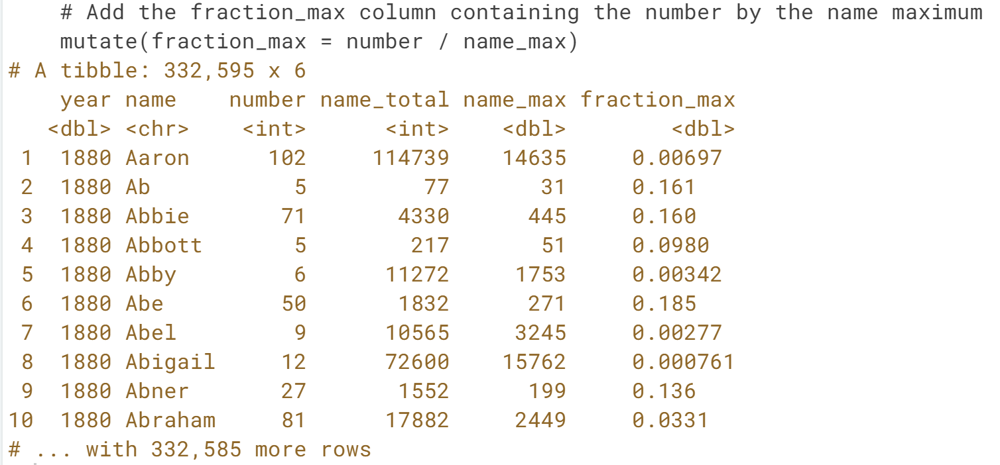 # Add the fraction_max column containing the number by the name maximum
mutate(fraction_max = number / name_max)
# A tibble: 332,595 x 6
year name number name_total name_max fraction_max
<dbl> <chr> <int> <int> <dbl> <dbl>
1 1880 Aaron 102 114739 14635 0.00697
2 1880 Ab 5 77 31 0.161
3 1880 Abbie 71 4330 445 0.160
4 1880 Abbott 5 217 51 0.0980
5 1880 Abby 6 11272 1753 0.00342
6 1880 Abe 50 1832 271 0.185
7 1880 Abel 9 10565 3245 0.00277
8 1880 Abigail 12 72600 15762 0.000761
9 1880 Abner 27 1552 199 0.136
10 1880 Abraham 81 17882 2449 0.0331
# ... with 332,585 more rows